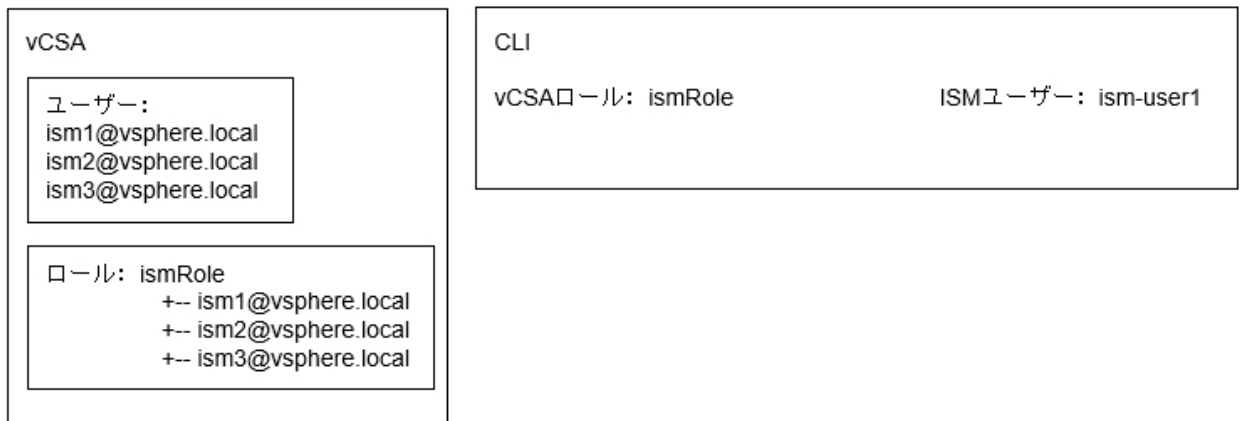 vCSA
ユーザー：
ism1@vsphere.local
ism2@vsphere.local
ism3@vsphere.local
ロール： ismRole
+-- ism1@vsphere.local
+-- ism2@vsphere.local
+-- ism3@vsphere.local
CLI
vCSAロール： ismRole ISMユーザー： ism-user1